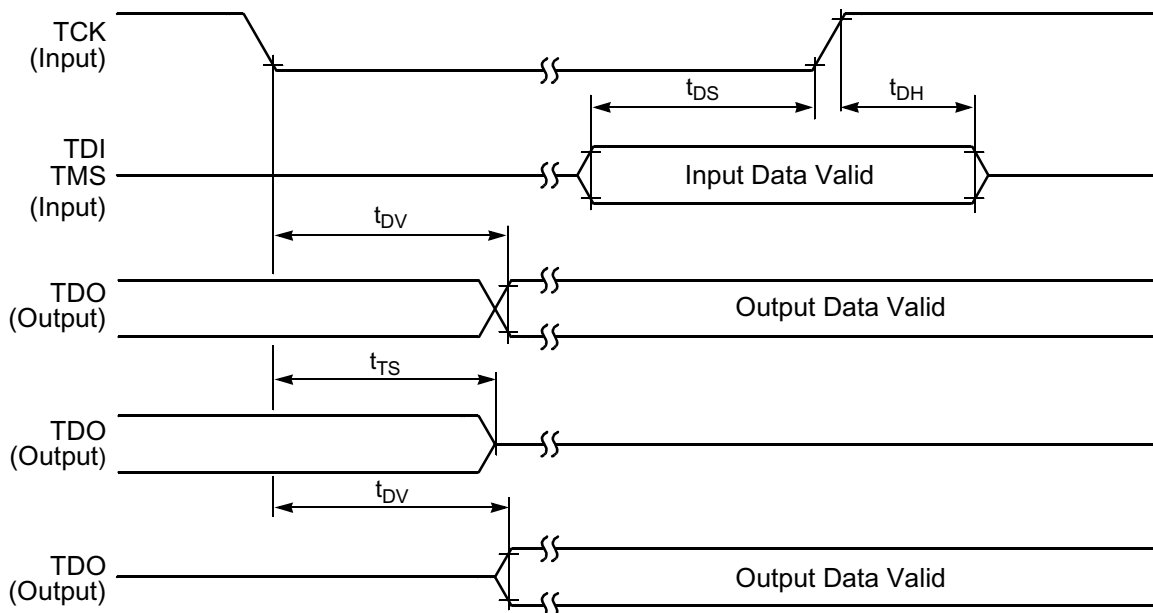 TCK
(Input)
tDS
tDH
TDI
TMS
(Input)
Input Data Valid
tDV
TDO
(Output)
Output Data Valid
tTS
TDO
(Output)
tDV
TDO
(Output)
Output Data Valid